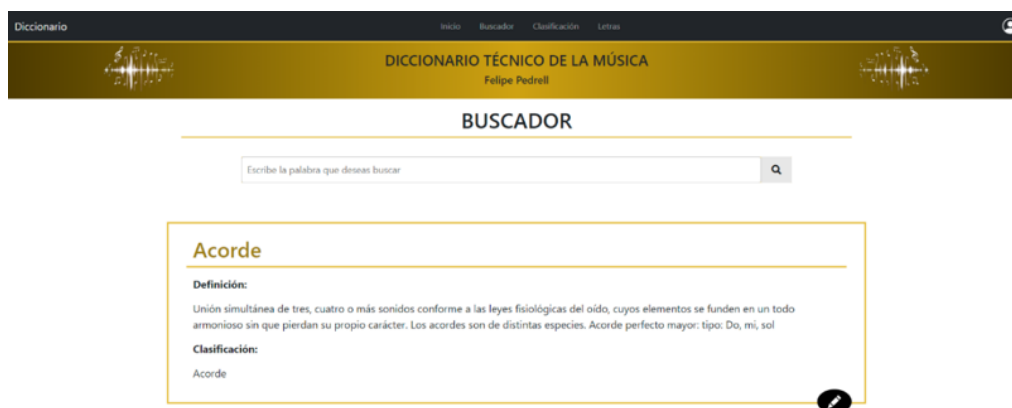 Diccionario
Inicio Buscador Clasificación Letras
DICCIONARIO TÉCNICO DE LA MÚSICA
Felipe Pedrell
BUSCADOR
Escribe la palabra que deseas buscar
Acorde
Definición:
Unión simultánea de tres, cuatro o más sonidos conforme a las leyes fisiológicas del oído, cuyos elementos se funden en un todo
armonioso sin que pierdan su propio carácter. Los acordes son de distintas especies. Acorde perfecto mayor: tipo: Do, mi, sol
Clasificación:
Acorde